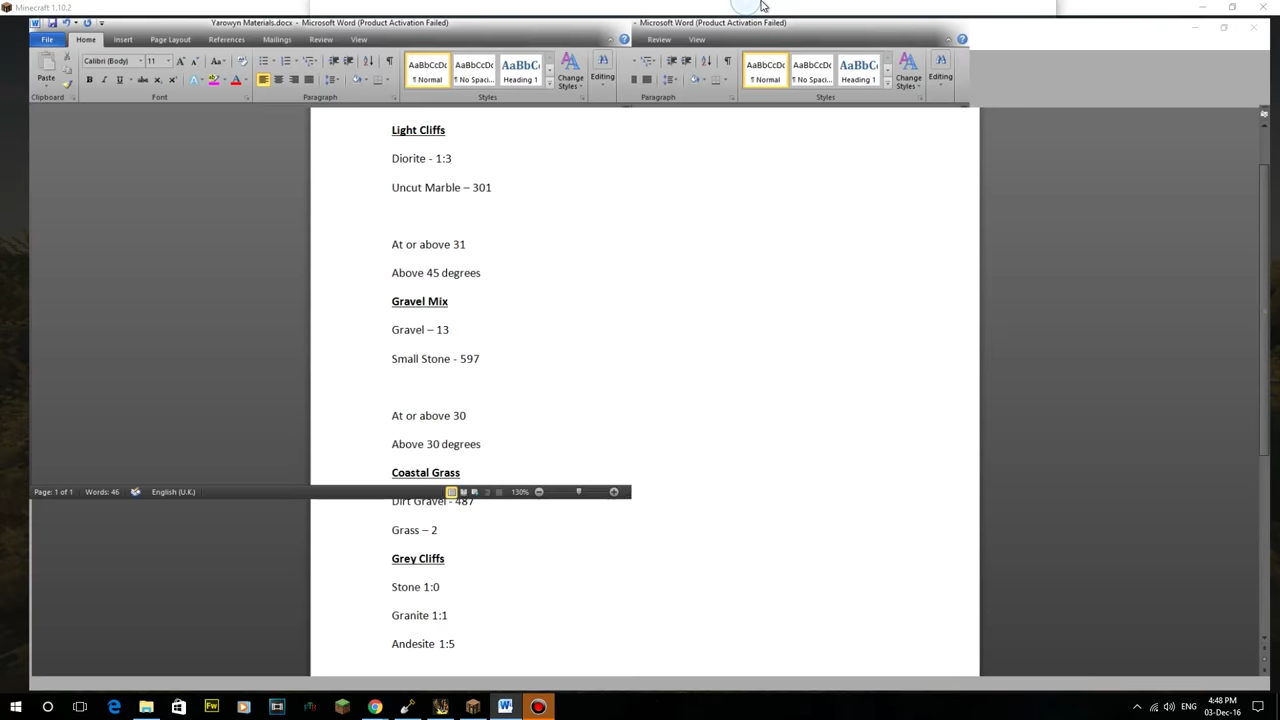 Minecraft 1.10.2
Yarowyn Materials.docx - Microsoft Word (Product Activation Failed)
- Microsoft Word (Product Activation Failed)
File Home Insert Page Layout References Mailings Review View
Review View
Paste
Calibri (Body) 11
AaBbCcDc AaBbCcDc AaBbC
¶ Normal ¶ No Spaci... Heading 1
Change Styles
Editing
AaBbCcDc AaBbCcDc AaBbC
¶ Normal ¶ No Spaci... Heading 1
Change Styles
Editing
Clipboard Font Paragraph Styles
Paragraph Styles
Light Cliffs
Diorite - 1:3
Uncut Marble – 301
At or above 31
Above 45 degrees
Gravel Mix
Gravel – 13
Small Stone - 597
At or above 30
Above 30 degrees
Coastal Grass
Page: 1 of 1 Words: 46 English (U.K.) 130%
Dirt Gravel - 487
Grass – 2
Grey Cliffs
Stone 1:0
Granite 1:1
Andesite 1:5
ENG
4:48 PM
03-Dec-16